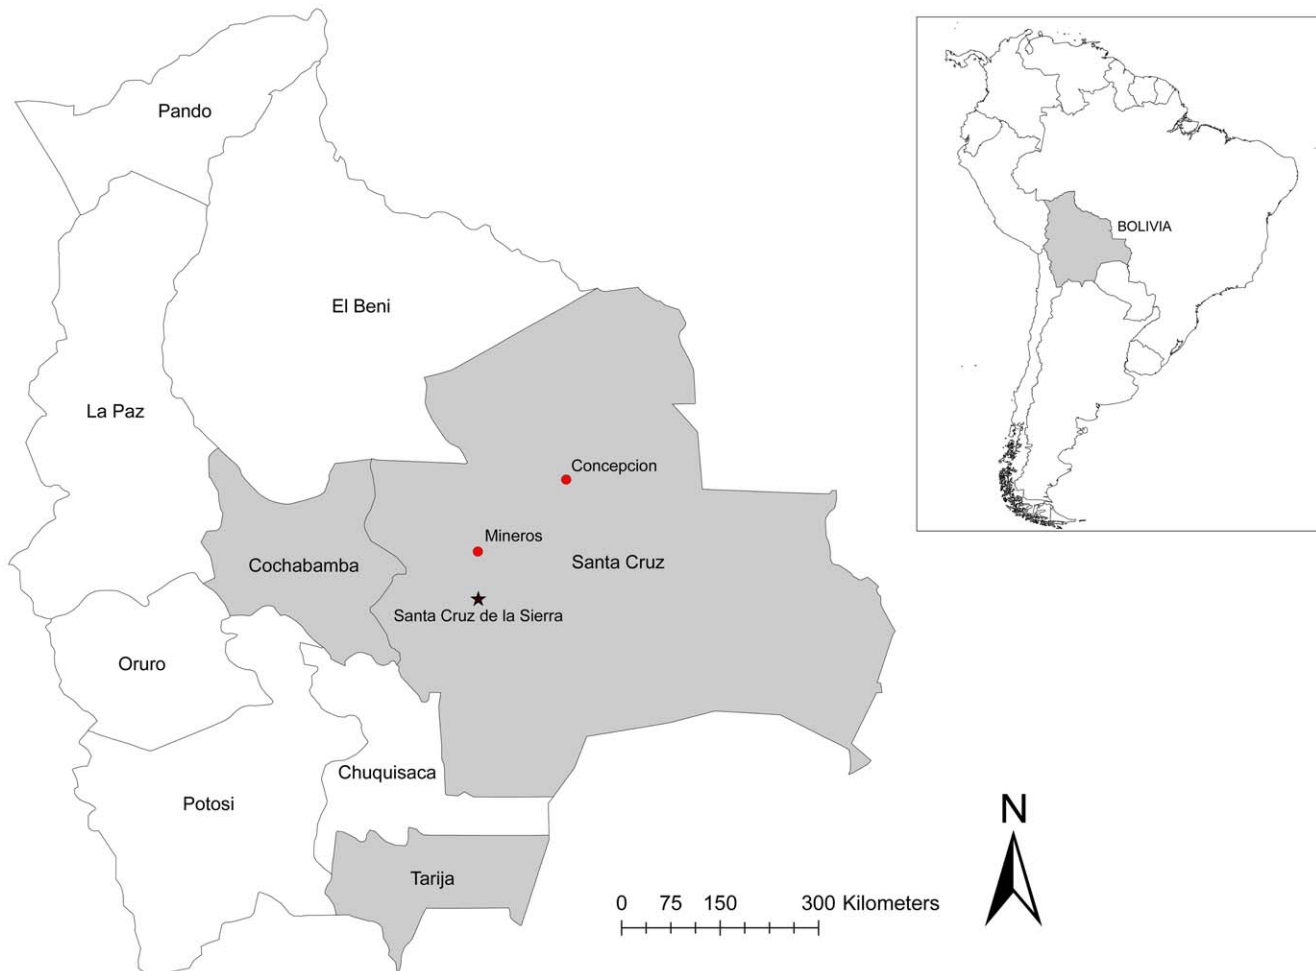 Pando
BOLIVIA
El Beni
La Paz
Concepcion
Mineros
Cochabamba
Santa Cruz
Santa Cruz de la Sierra
Oruro
Chuquisaca
Potosi
N
Tarija
0 75 150 300 Kilometers